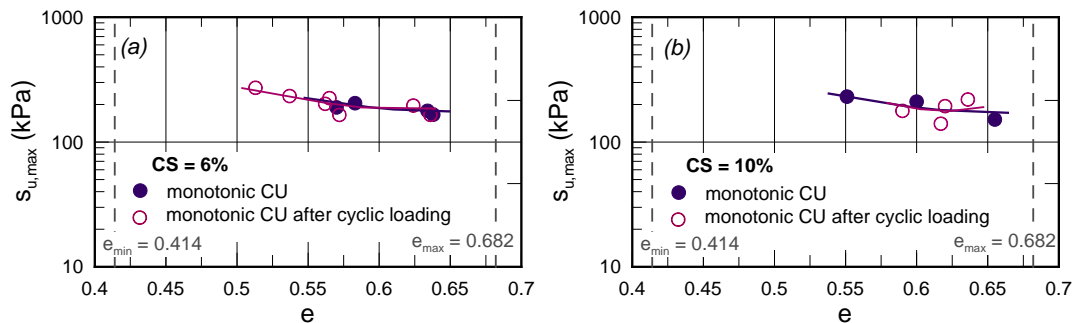 1000
(a)
s_u,max (kPa)
100
CS = 6%
monotonic CU
monotonic CU after cyclic loading
e_min = 0.414
e_max = 0.682
10
0.4 0.45 0.5 0.55 0.6 0.65 0.7
e
1000
(b)
s_u,max (kPa)
100
CS = 10%
monotonic CU
monotonic CU after cyclic loading
e_min = 0.414
e_max = 0.682
10
0.4 0.45 0.5 0.55 0.6 0.65 0.7
e